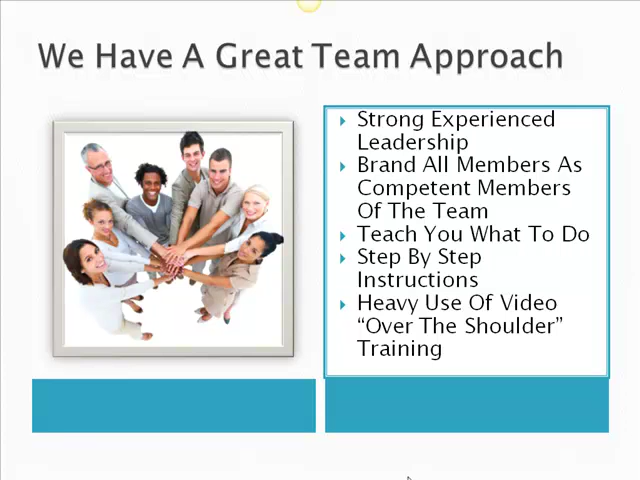 We Have A Great Team Approach
Strong Experienced
Leadership
Brand All Members As
Competent Members
Of The Team
Teach You What To Do
Step By Step
Instructions
Heavy Use Of Video
“Over The Shoulder”
Training